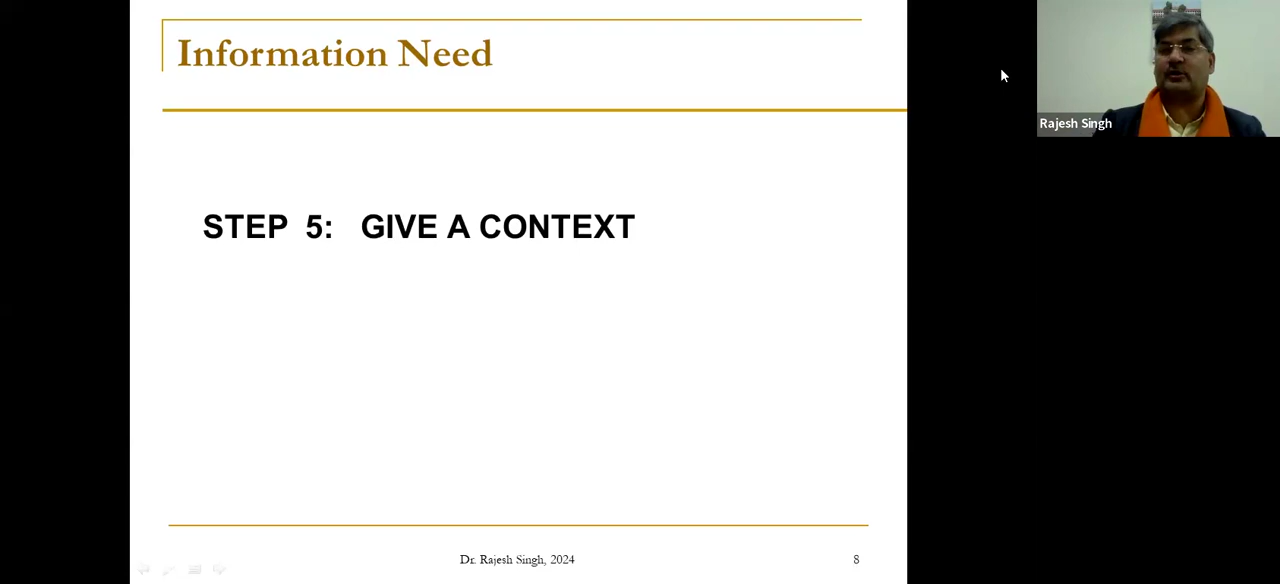 Information Need
Rajesh Singh
STEP 5: GIVE A CONTEXT
Dr. Rajesh Singh, 2024
8